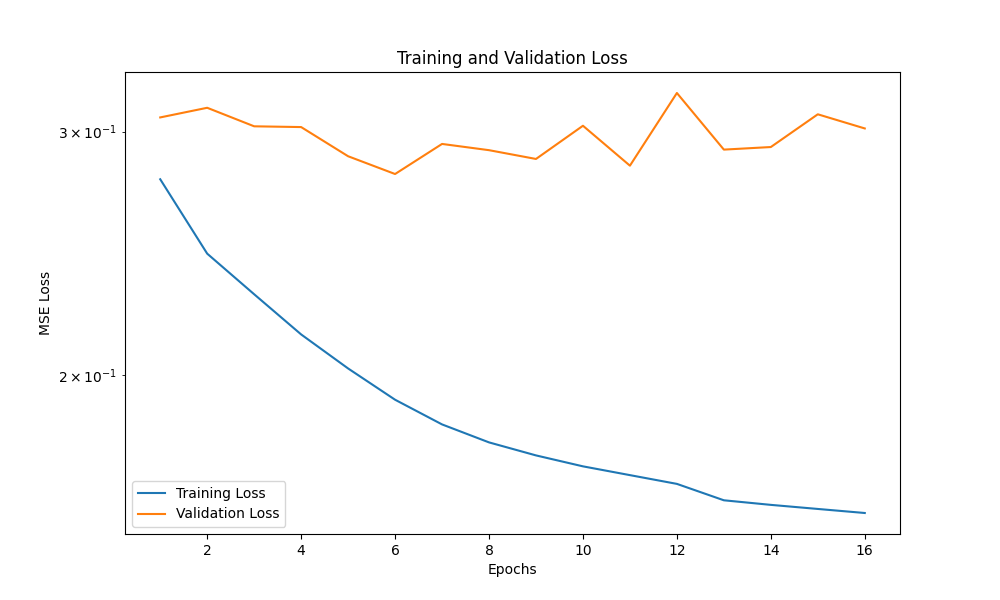 Training and Validation Loss
MSE Loss
3 × 10⁻¹
2 × 10⁻¹
Training Loss
Validation Loss
2 4 6 8 10 12 14 16
Epochs